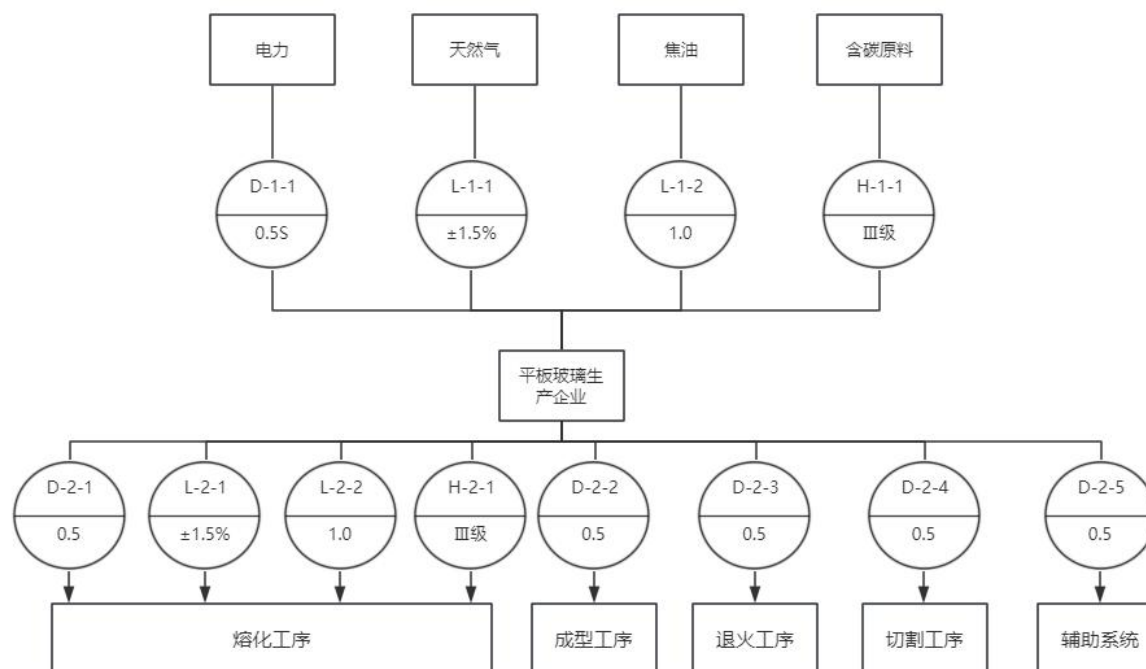 电力
天然气
焦油
含碳原料
D-1-1
L-1-1
L-1-2
H-1-1
0.5S
±1.5%
1.0
Ⅲ级
平板玻璃生
产企业
D-2-1
L-2-1
L-2-2
H-2-1
D-2-2
D-2-3
D-2-4
D-2-5
0.5
±1.5%
1.0
Ⅲ级
0.5
0.5
0.5
0.5
熔化工序
成型工序
退火工序
切割工序
辅助系统